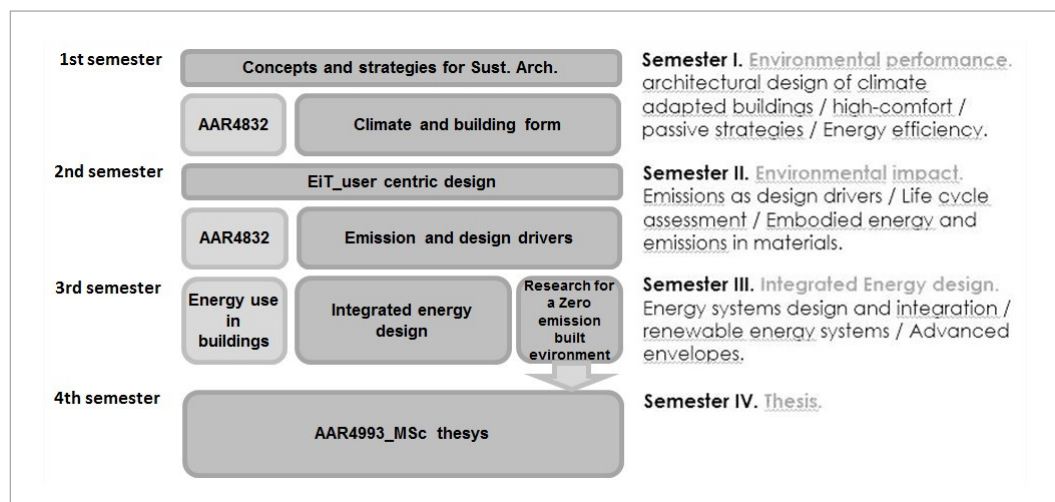 1st semester
Concepts and strategies for Sust. Arch.
AAR4832
Climate and building form
Semester I. Environmental performance.
architectural design of climate
adapted buildings / high-comfort /
passive strategies / Energy efficiency.
2nd semester
EiT_user centric design
AAR4832
Emission and design drivers
Semester II. Environmental impact.
Emissions as design drivers / Life cycle
assessment / Embodied energy and
emissions in materials.
3rd semester
Energy use
in
buildings
Integrated energy
design
Research for
a Zero
emission
built
evironment
Semester III. Integrated Energy design.
Energy systems design and integration /
renewable energy systems / Advanced
envelopes.
4th semester
AAR4993_MSc thesys
Semester IV. Thesis.